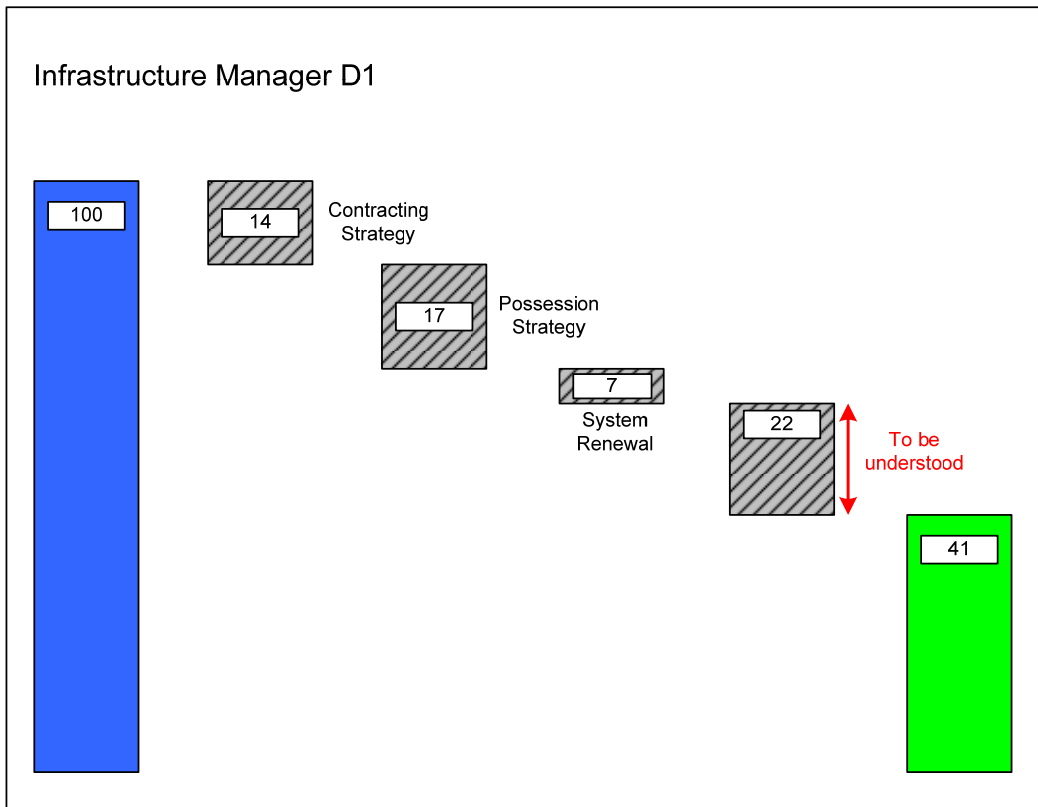 Infrastructure Manager D1
100
14
Contracting
Strategy
17
Possession
Strategy
7
System
Renewal
22
To be
understood
41